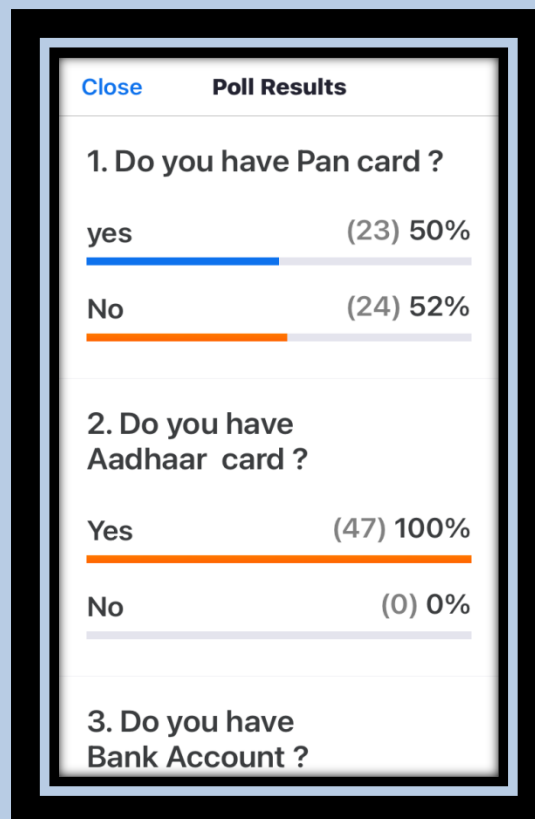 Close Poll Results
1. Do you have Pan card ?
yes (23) 50%
No (24) 52%
2. Do you have
Aadhaar card ?
Yes (47) 100%
No (0) 0%
3. Do you have
Bank Account ?